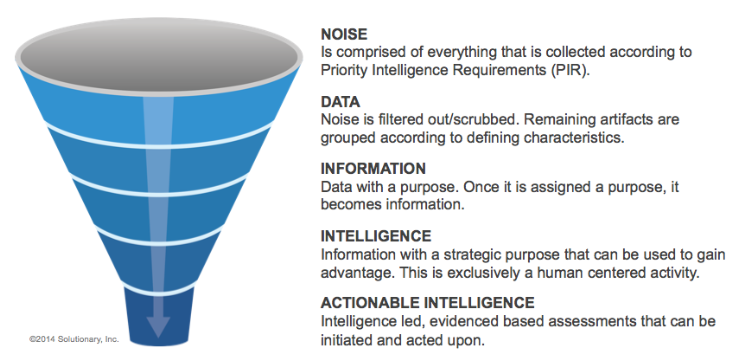 NOISE
Is comprised of everything that is collected according to
Priority Intelligence Requirements (PIR).
DATA
Noise is filtered out/scrubbed. Remaining artifacts are
grouped according to defining characteristics.
INFORMATION
Data with a purpose. Once it is assigned a purpose, it
becomes information.
INTELLIGENCE
Information with a strategic purpose that can be used to gain
advantage. This is exclusively a human centered activity.
ACTIONABLE INTELLIGENCE
Intelligence led, evidenced based assessments that can be
initiated and acted upon.
©2014 Solutionary, Inc.